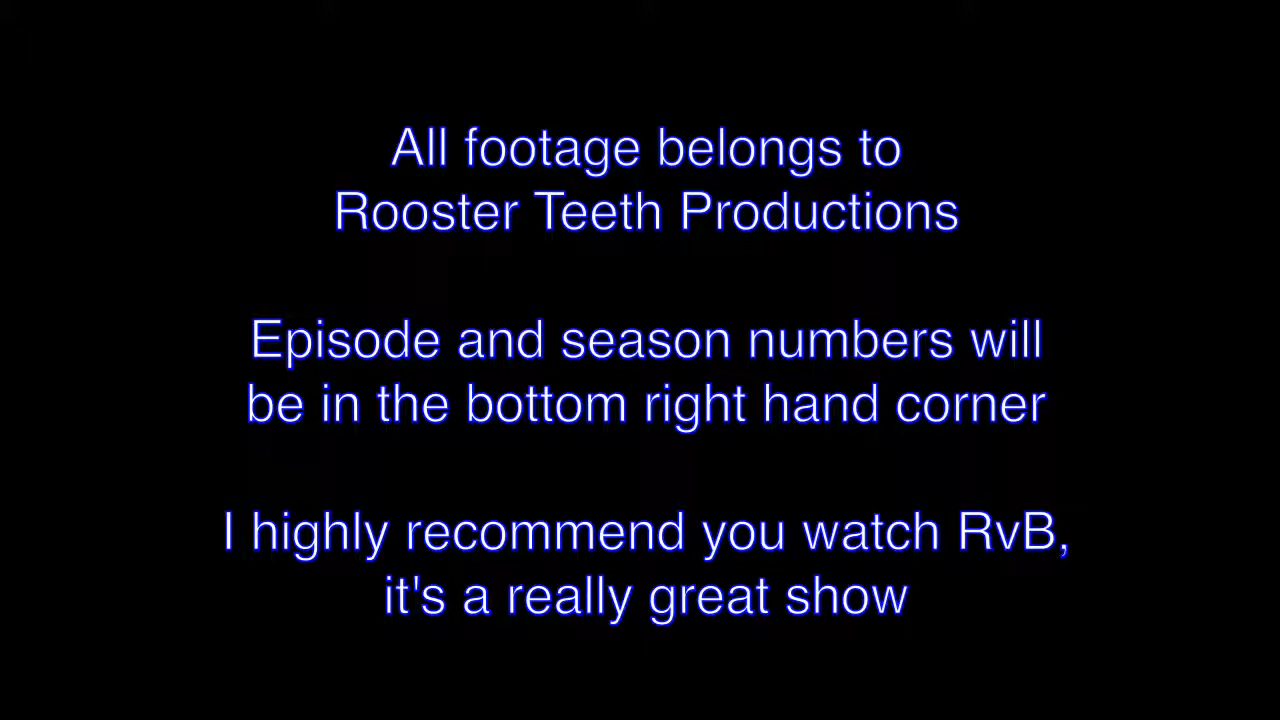 All footage belongs to
Rooster Teeth Productions
Episode and season numbers will
be in the bottom right hand corner
I highly recommend you watch RvB,
it's a really great show